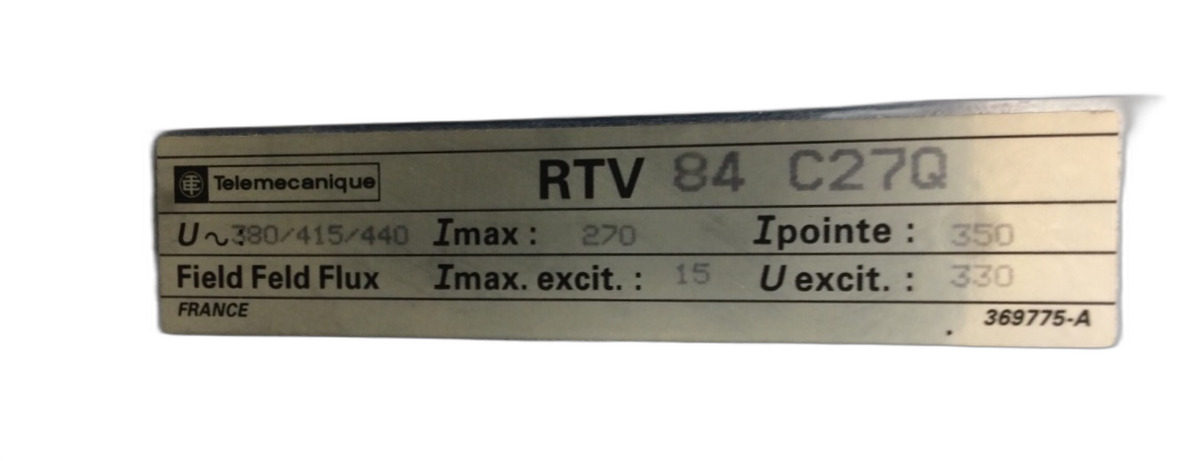 Telemecanique RTV 84 C27Q
U~: 380/415/440 Imax : 270 Ipointe : 350
Field Feld Flux Imax. excit. : 15 U excit. : 330
FRANCE 369775-A